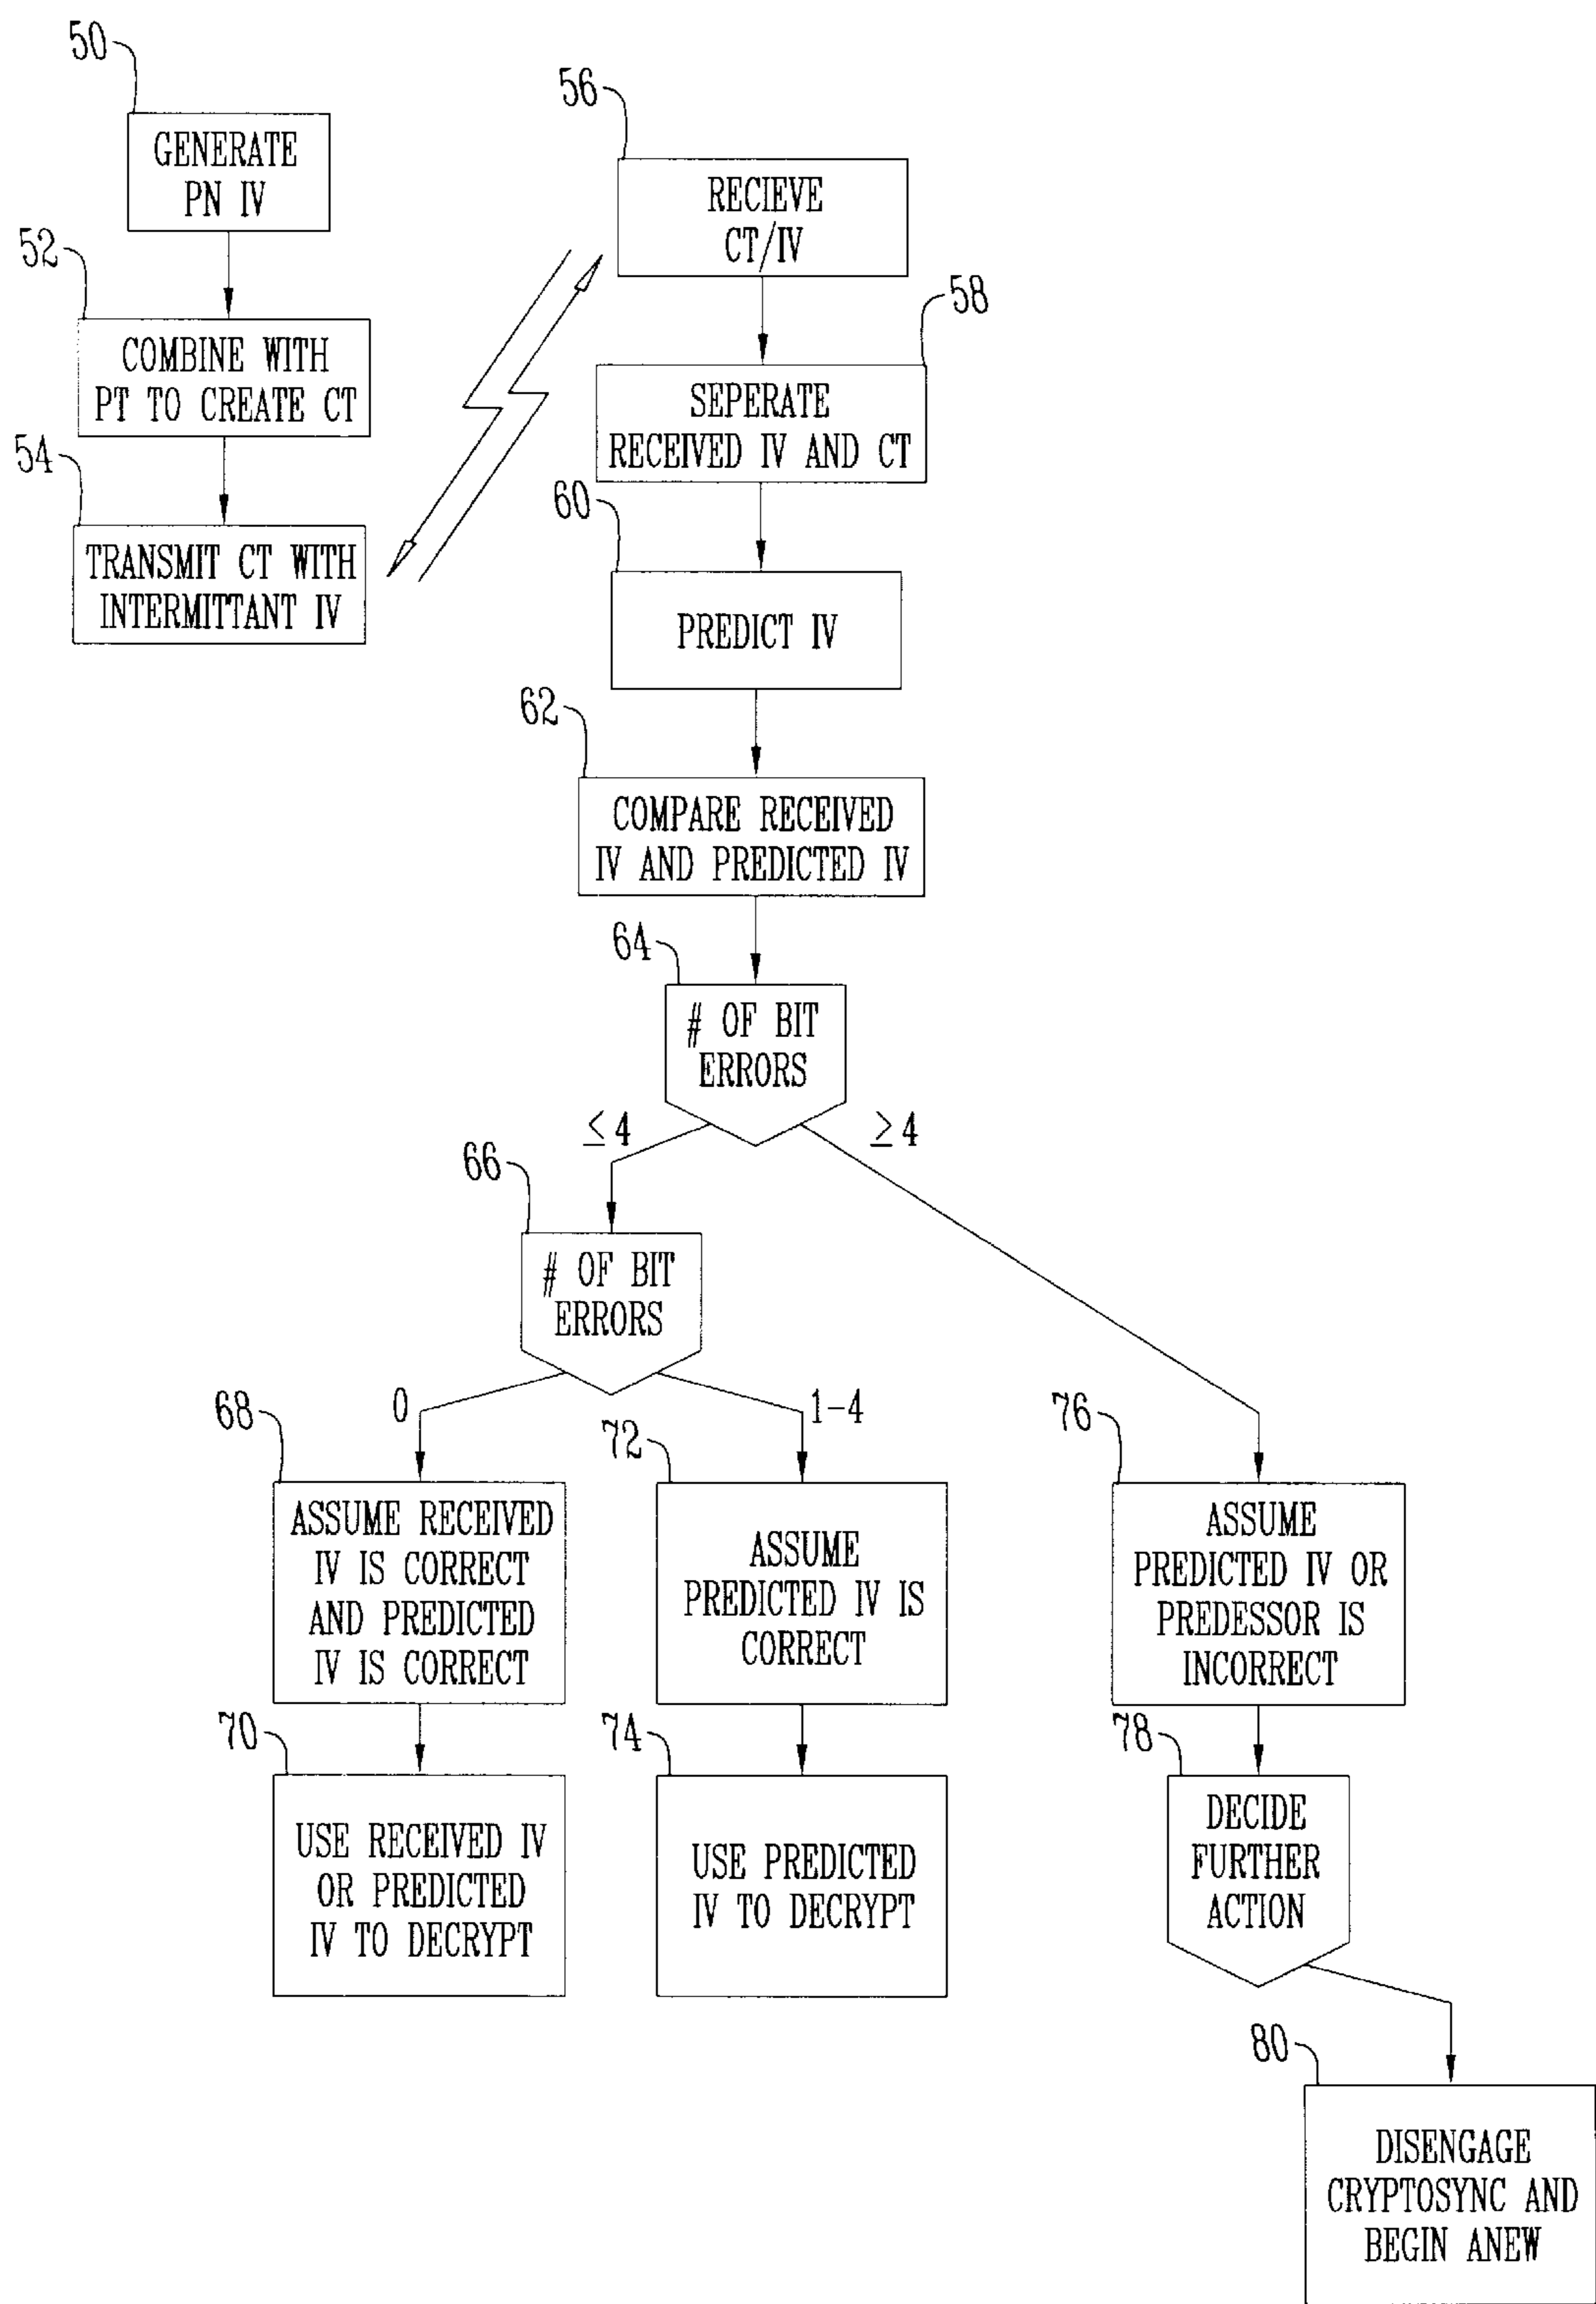 50
GENERATE
PN IV
52
COMBINE WITH
PT TO CREATE CT
54
TRANSMIT CT WITH
INTERMITTANT IV
56
RECIEVE
CT/IV
58
SEPERATE
RECEIVED IV AND CT
60
PREDICT IV
62
COMPARE RECEIVED
IV AND PREDICTED IV
64
# OF BIT
ERRORS
≤4
≥4
66
# OF BIT
ERRORS
0
1-4
68
ASSUME RECEIVED
IV IS CORRECT
AND PREDICTED
IV IS CORRECT
70
USE RECEIVED IV
OR PREDICTED
IV TO DECRYPT
72
ASSUME
PREDICTED IV IS
CORRECT
74
USE PREDICTED
IV TO DECRYPT
76
ASSUME
PREDICTED IV OR
PREDESSOR IS
INCORRECT
78
DECIDE
FURTHER
ACTION
80
DISENGAGE
CRYPTOSYNC AND
BEGIN ANEW